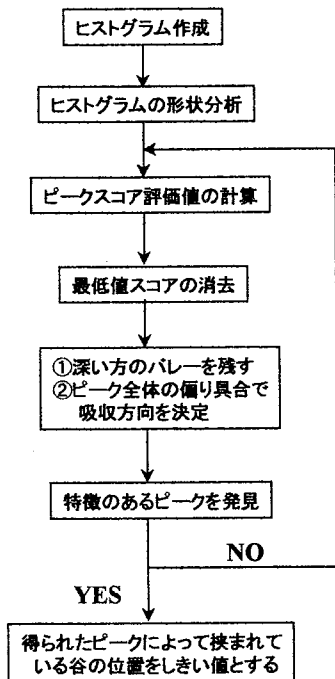 ヒストグラム作成
ヒストグラムの形状分析
ピークスコア評価値の計算
最低値スコアの消去
①深い方のバレーを残す
②ピーク全体の偏り具合で
吸収方向を決定
特徴のあるピークを発見
NO
YES
得られたピークによって挟まれて
いる谷の位置をしきい値とする